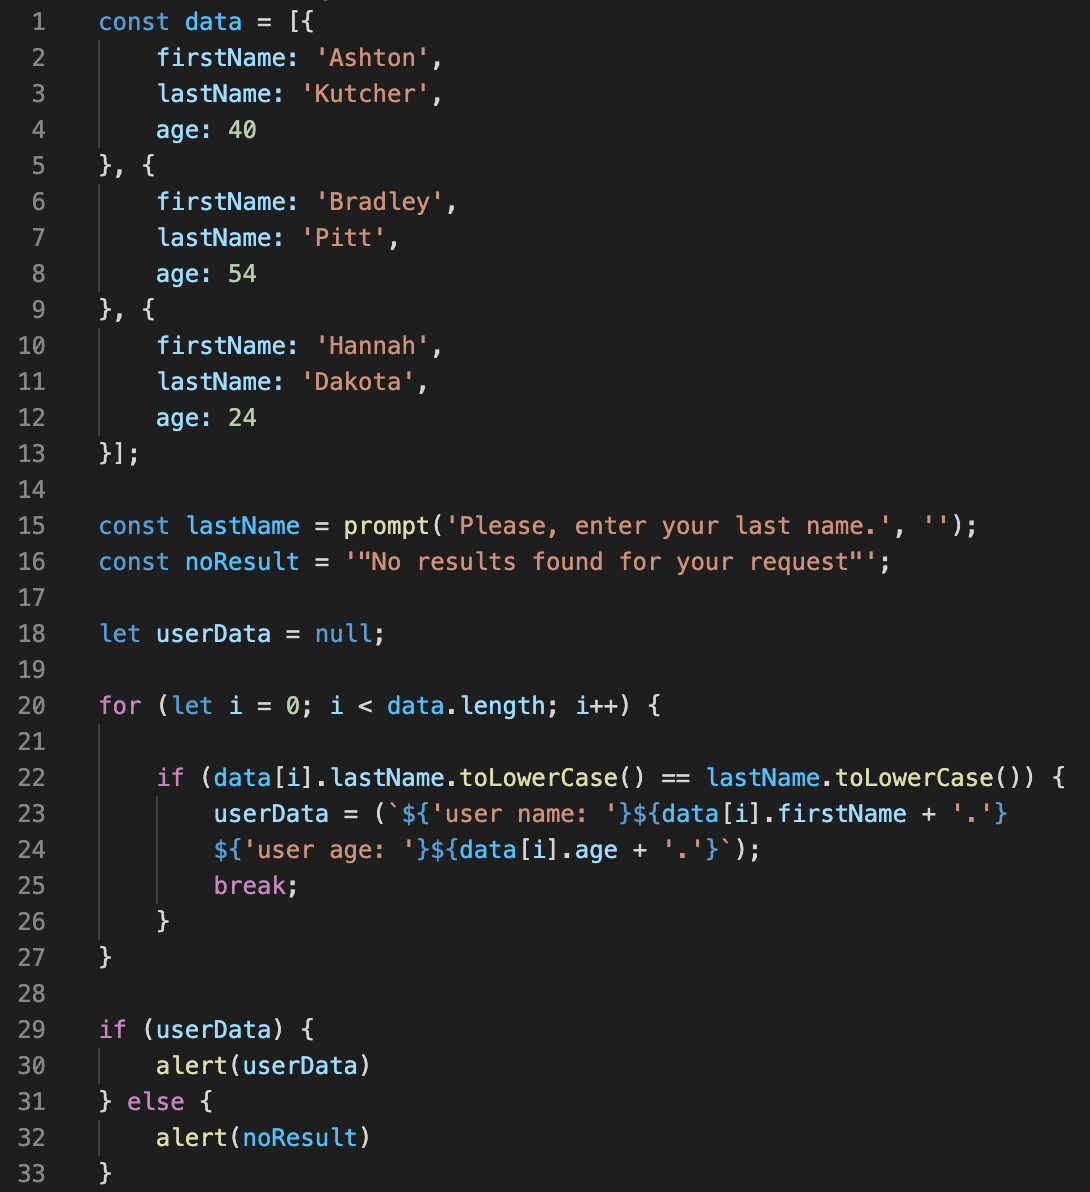 1 const data = [{
2     firstName: 'Ashton',
3     lastName: 'Kutcher',
4     age: 40
5 }, {
6     firstName: 'Bradley',
7     lastName: 'Pitt',
8     age: 54
9 }, {
10     firstName: 'Hannah',
11     lastName: 'Dakota',
12     age: 24
13 }];
14
15 const lastName = prompt('Please, enter your last name.', '');
16 const noResult = '"No results found for your request"';
17
18 let userData = null;
19
20 for (let i = 0; i < data.length; i++) {
21
22     if (data[i].lastName.toLowerCase() == lastName.toLowerCase()) {
23         userData = (`${'user name: '}${data[i].firstName + '.'}
24         ${'user age: '}${data[i].age + '.'}`);
25         break;
26     }
27 }
28
29 if (userData) {
30     alert(userData)
31 } else {
32     alert(noResult)
33 }